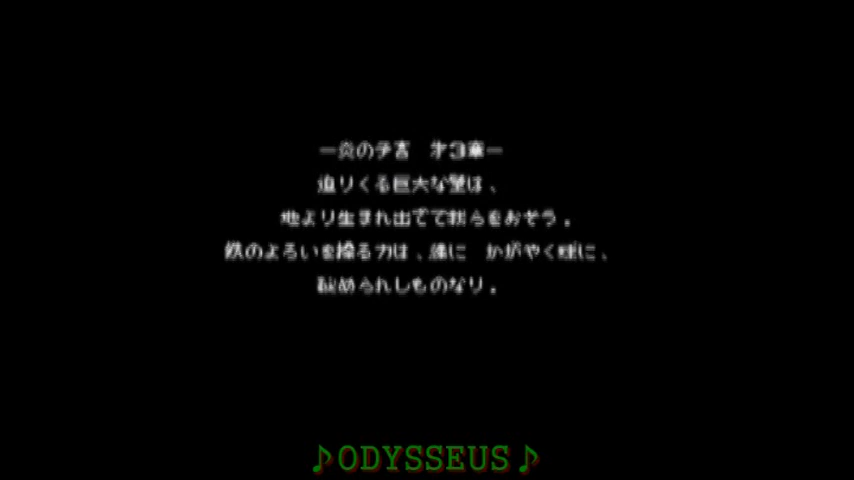 ー炎の予言　才3章ー
迫りくる巨大な壁は、
地より生まれ出でて我らをおそう。
鉄のよろいを操る力は、に　かがやくに、
秘められしものなり。
♪ODYSSEUS♪